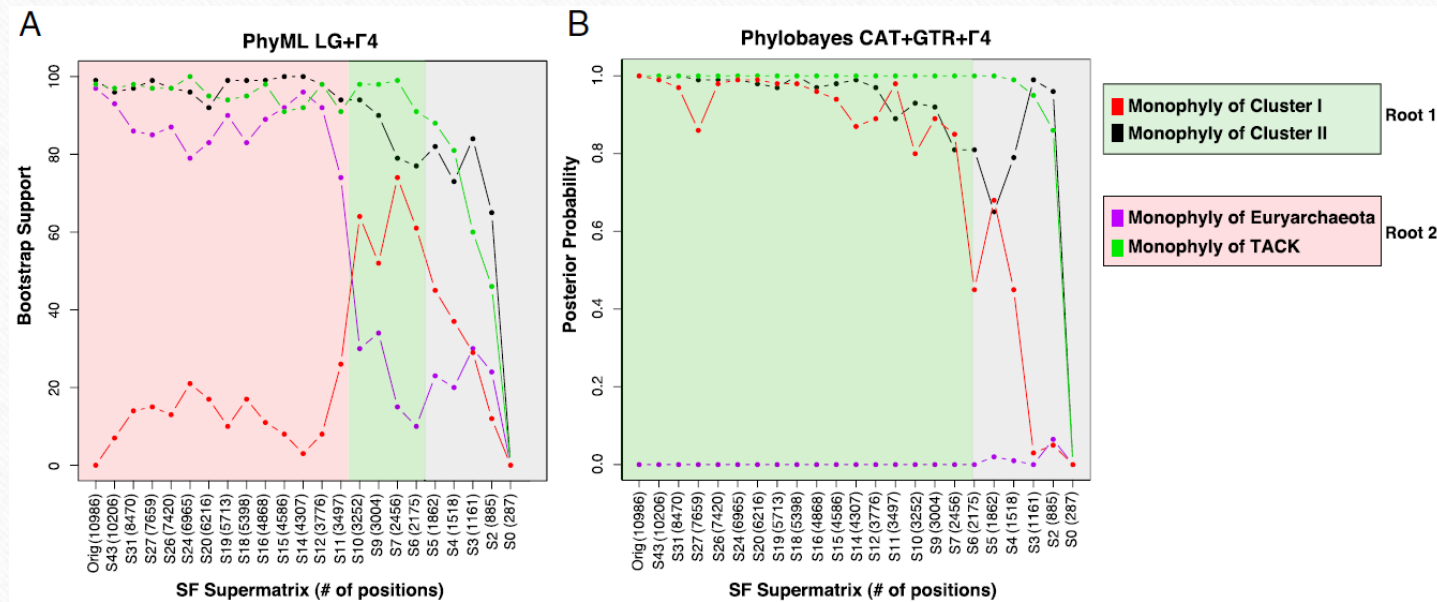 A
PhyML LG+Γ4
Bootstrap Support
100
80
60
40
20
0
Orig (10986)
S43 (10206)
S31 (8470)
S27 (7659)
S26 (7420)
S24 (6965)
S20 (6216)
S19 (5713)
S18 (5398)
S16 (4868)
S15 (4586)
S14 (4307)
S12 (3776)
S11 (3497)
S10 (3252)
S9 (3004)
S7 (2456)
S6 (2175)
S5 (1862)
S4 (1518)
S3 (1161)
S2 (885)
S0 (287)
SF Supermatrix (# of positions)
B
Phylobayes CAT+GTR+Γ4
Posterior Probability
1.0
0.8
0.6
0.4
0.2
0.0
Orig (10986)
S43 (10206)
S31 (8470)
S27 (7659)
S26 (7420)
S24 (6965)
S20 (6216)
S19 (5713)
S18 (5398)
S16 (4868)
S15 (4586)
S14 (4307)
S12 (3776)
S11 (3497)
S10 (3252)
S9 (3004)
S7 (2456)
S6 (2175)
S5 (1862)
S4 (1518)
S3 (1161)
S2 (885)
S0 (287)
SF Supermatrix (# of positions)
Monophyly of Cluster I
Monophyly of Cluster II
Root 1
Monophyly of Euryarchaeota
Monophyly of TACK
Root 2